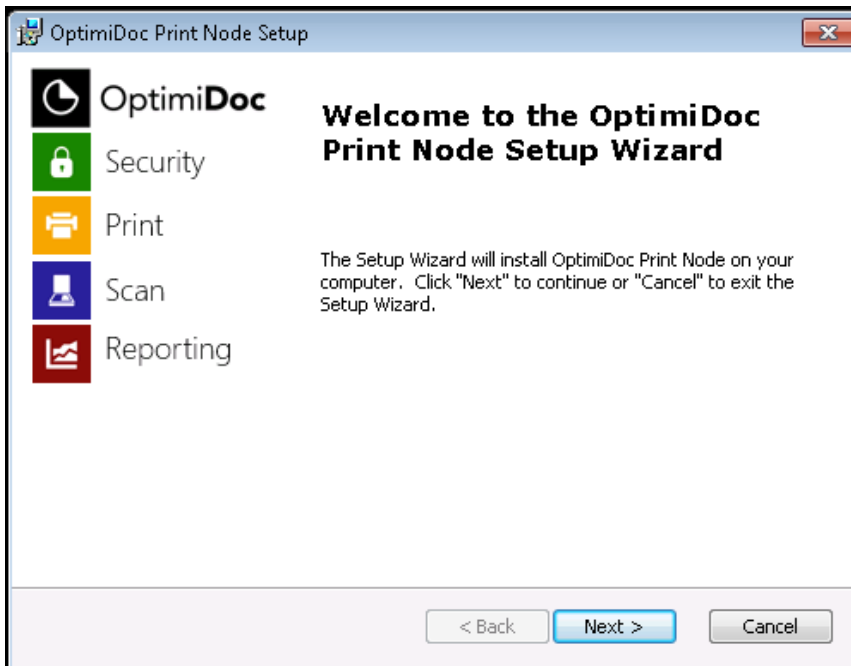 OptimiDoc Print Node Setup
OptimiDoc
Security
Print
Scan
Reporting
Welcome to the OptimiDoc
Print Node Setup Wizard
The Setup Wizard will install OptimiDoc Print Node on your
computer.  Click "Next" to continue or "Cancel" to exit the
Setup Wizard.
< Back
Next >
Cancel